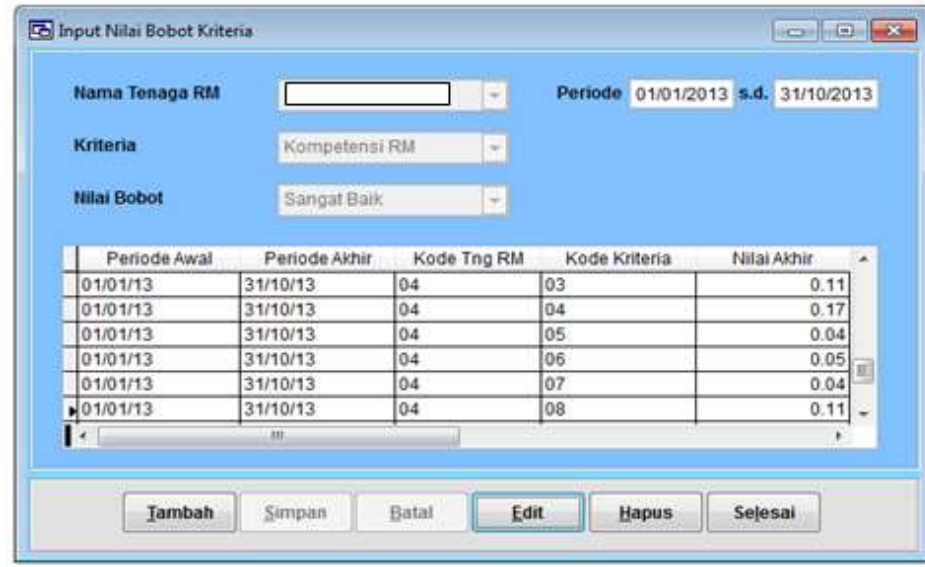 Input Nilai Bobot Kriteria
Nama Tenaga RM Periode 01/01/2013 s.d. 31/10/2013
Kriteria Kompetensi RM
Nilai Bobot Sangat Baik
Periode Awal Periode Akhir Kode Tng RM Kode Kriteria Nilai Akhir
01/01/13 31/10/13 04 03 0.11
01/01/13 31/10/13 04 04 0.17
01/01/13 31/10/13 04 05 0.04
01/01/13 31/10/13 04 06 0.05
01/01/13 31/10/13 04 07 0.04
01/01/13 31/10/13 04 08 0.11
Tambah Simpan Batal Edit Hapus Selesai